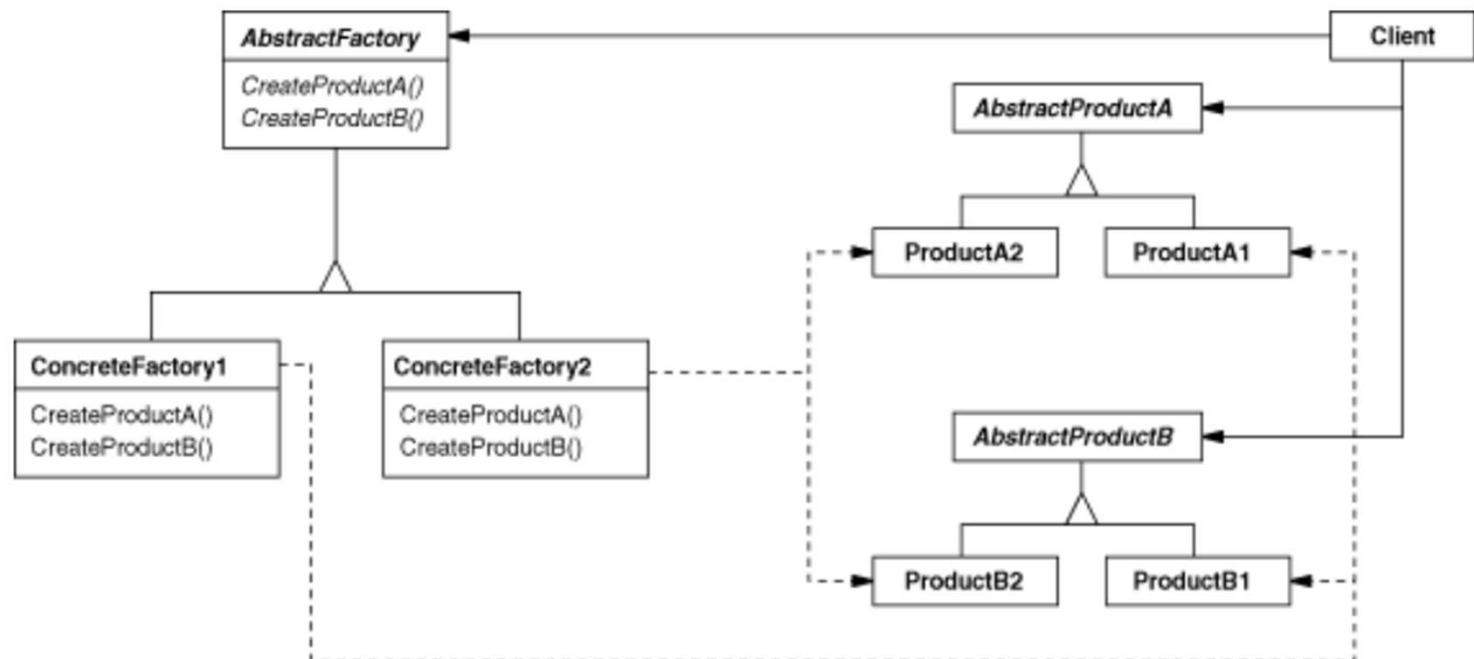 AbstractFactory
CreateProductA()
CreateProductB()
Client
AbstractProductA
ProductA2
ProductA1
ConcreteFactory1
CreateProductA()
CreateProductB()
ConcreteFactory2
CreateProductA()
CreateProductB()
AbstractProductB
ProductB2
ProductB1